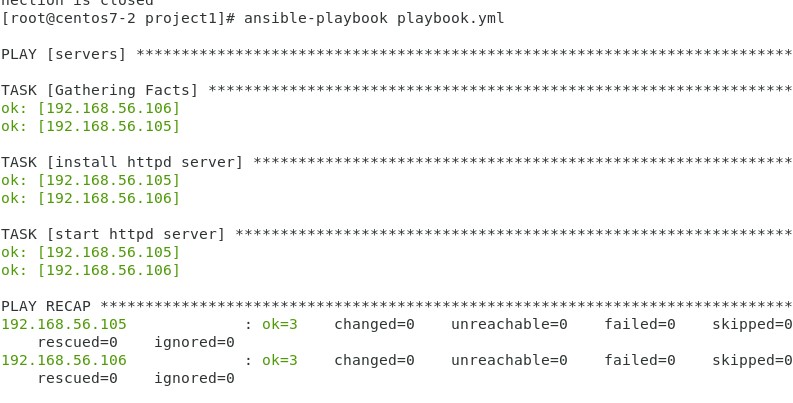 nection is closed
[root@centos7-2 project1]# ansible-playbook playbook.yml
PLAY [servers] *************************************************************************
TASK [Gathering Facts] *****************************************************************
ok: [192.168.56.106]
ok: [192.168.56.105]
TASK [install httpd server] ************************************************************
ok: [192.168.56.105]
ok: [192.168.56.106]
TASK [start httpd server] **************************************************************
ok: [192.168.56.105]
ok: [192.168.56.106]
PLAY RECAP *****************************************************************************
192.168.56.105             : ok=3    changed=0    unreachable=0    failed=0    skipped=0
    rescued=0    ignored=0
192.168.56.106             : ok=3    changed=0    unreachable=0    failed=0    skipped=0
    rescued=0    ignored=0